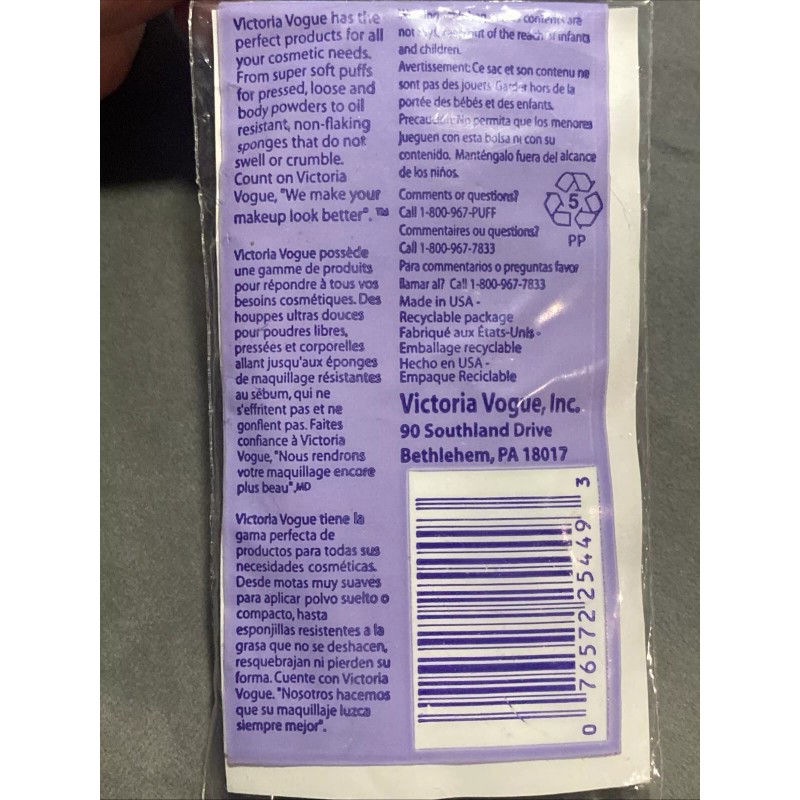 Victoria Vogue has the
perfect products for all
your cosmetic needs.
From super soft puffs
for pressed, loose and
body powders to oil
resistant, non-flaking
sponges that do not
swell or crumble.
Count on Victoria
Vogue, "We make your
makeup look better". TM
Victoria Vogue possède
une gamme de produits
pour répondre à tous vos
besoins cosmétiques. Des
houppes ultras douces
pour poudres libres,
pressées et corporelles
allant jusqu'aux éponges
de maquillage résistantes
au sébum, qui ne
s'effritent pas et ne
gonflent pas. Faites
confiance à Victoria
Vogue, "Nous rendrons
votre maquillage encore
plus beau".MD
Victoria Vogue tiene la
gama perfecta de
productos para todas sus
necesidades cosméticas.
Desde motas muy suaves
para aplicar polvo suelto o
compacto, hasta
esponjillas resistentes a la
grasa que no se deshacen,
resquebrajan ni pierden su
forma. Cuente con Victoria
Vogue. "Nosotros hacemos
que su maquillaje luzca
siempre mejor".
contents are
not out of the reach of infants
and children.
Avertissement: Ce sac et son contenu ne
sont pas des jouets. Garder hors de la
portée des bébés et des enfants.
Precaución: No permita que los menores
jueguen con esta bolsa ni con su
contenido. Manténgalo fuera del alcance
de los niños.
Comments or questions?
Call 1-800-967-PUFF
Commentaires ou questions?
Call 1-800-967-7833
Para commentarios o preguntas favor
llamar al? Call 1-800-967-7833
Made in USA -
Recyclable package
Fabriqué aux États-Unis -
Emballage recyclable
Hecho en USA -
Empaque Reciclable
5
PP
Victoria Vogue, Inc.
90 Southland Drive
Bethlehem, PA 18017
0 76572 25449 3